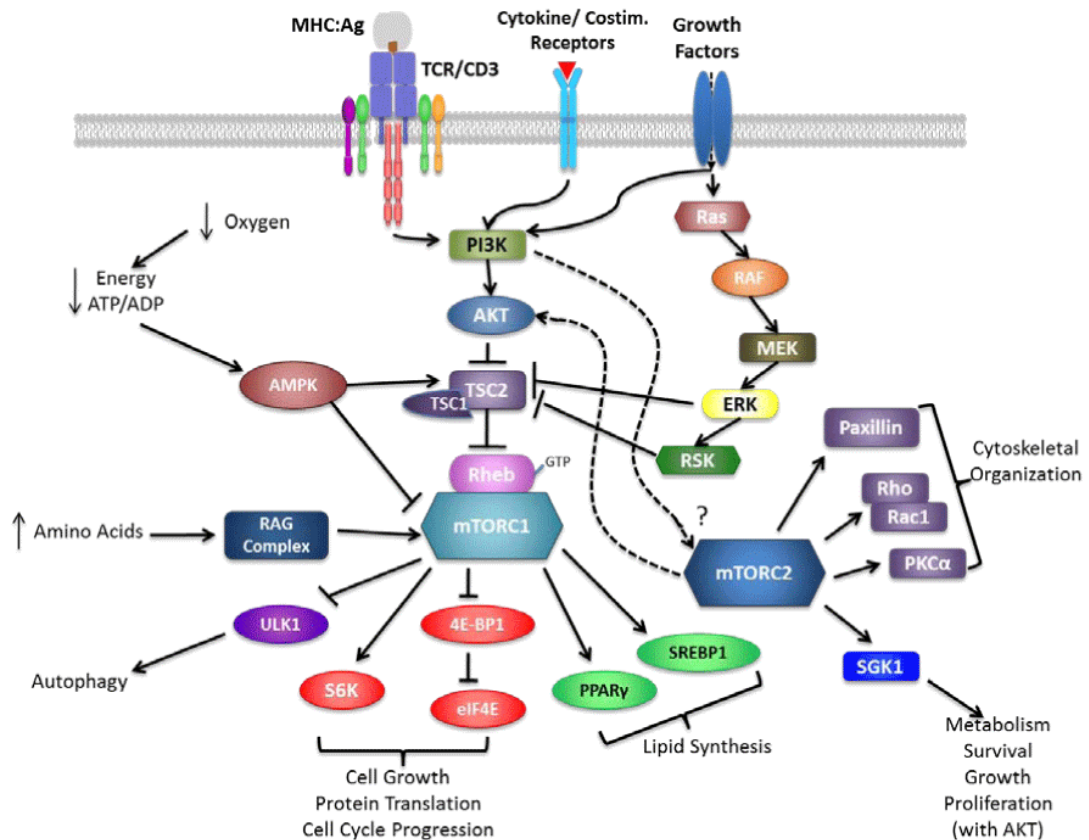 MHC:Ag
Cytokine/ Costim.
Receptors
Growth
Factors
TCR/CD3
Oxygen
Ras
PI3K
Energy
ATP/ADP
RAF
AKT
MEK
AMPK
TSC2
TSC1
ERK
Paxillin
RSK
Cytoskeletal
Organization
Rheb
GTP
Rho
Rac1
Amino Acids
RAG
Complex
mTORC1
?
mTORC2
PKCα
ULK1
4E-BP1
SREBP1
SGK1
Autophagy
S6K
eIF4E
PPARγ
Lipid Synthesis
Cell Growth
Protein Translation
Cell Cycle Progression
Metabolism
Survival
Growth
Proliferation
(with AKT)